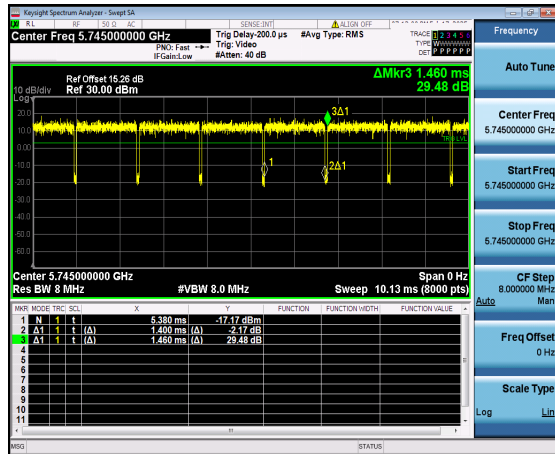 Keysight Spectrum Analyzer - Swept SA
RL RF 50 Ω AC SENSE:INT ALIGN OFF
Center Freq 5.745000000 GHz
PNO: Fast
IFGain:Low
Trig Delay-200.0 µs
Trig: Video
#Atten: 40 dB
#Avg Type: RMS
TRACE 1 2 3 4 5 6
TYPE
DET P P P P P P
ΔMkr3 1.460 ms
29.48 dB
Ref Offset 15.26 dB
Ref 30.00 dBm
10 dB/div
Log
20.0
10.0
0.00
-10.0
-20.0
-30.0
-40.0
-50.0
-60.0
3Δ1
TRIG LVL
1
2Δ1
Center 5.745000000 GHz
Span 0 Hz
Res BW 8 MHz
#VBW 8.0 MHz
Sweep 10.13 ms (8000 pts)
MKR MODE TRC SCL X Y FUNCTION FUNCTION WIDTH FUNCTION VALUE
1 N 1 t 5.380 ms -17.17 dBm
2 Δ1 1 t (Δ) 1.400 ms (Δ) -2.17 dB
3 Δ1 1 t (Δ) 1.460 ms (Δ) 29.48 dB
4
5
6
7
8
9
10
11
MSG
STATUS
Frequency
Auto Tune
Center Freq
5.745000000 GHz
Start Freq
5.745000000 GHz
Stop Freq
5.745000000 GHz
CF Step
8.000000 MHz
Auto Man
Freq Offset
0 Hz
Scale Type
Log Lin